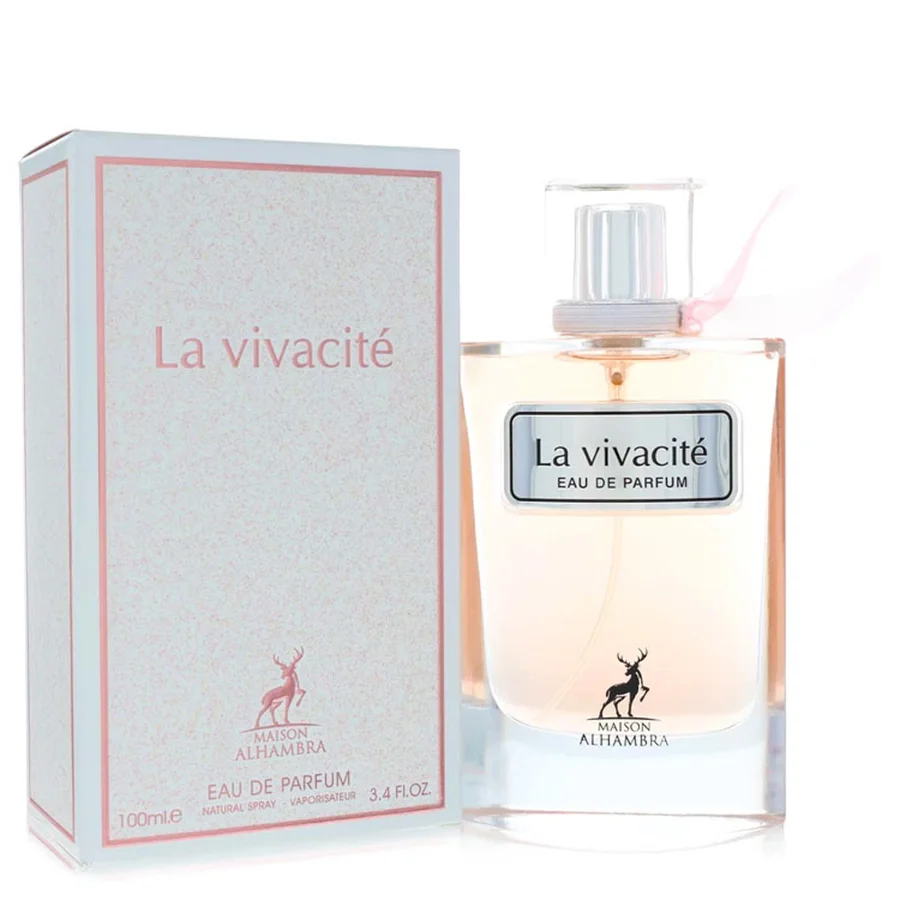 La vivacité
MAISON
ALHAMBRA
EAU DE PARFUM
NATURAL SPRAY - VAPORISATEUR
100ml.e 3.4 Fl.OZ.
La vivacité
EAU DE PARFUM
MAISON
ALHAMBRA